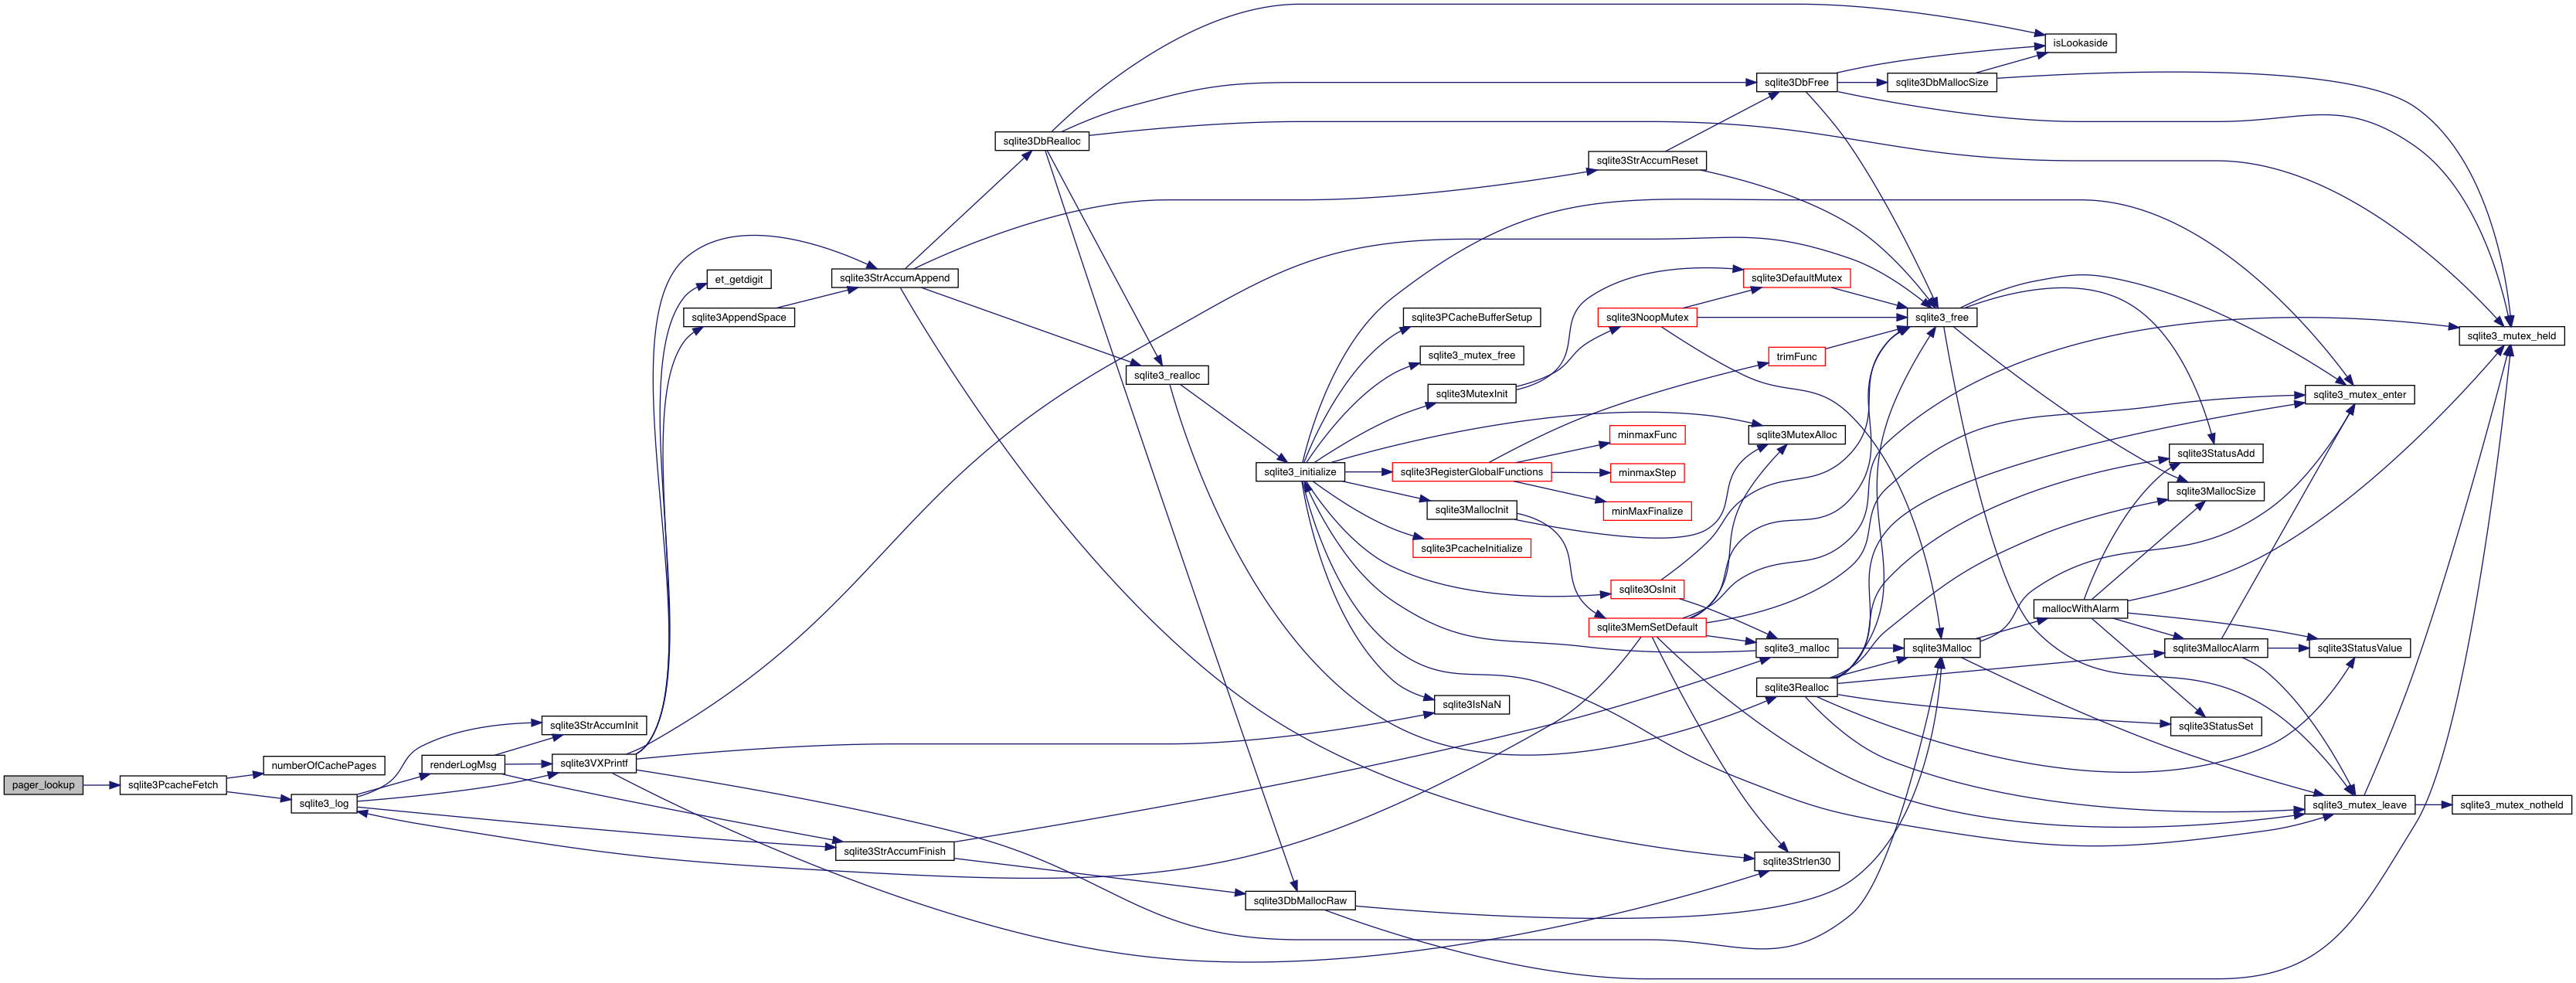 pager_lookup
sqlite3PcacheFetch
numberOfCachePages
sqlite3_log
sqlite3StrAccumInit
renderLogMsg
sqlite3VXPrintf
et_getdigit
sqlite3AppendSpace
sqlite3StrAccumAppend
sqlite3StrAccumFinish
sqlite3DbRealloc
sqlite3_realloc
sqlite3DbMallocRaw
sqlite3_initialize
sqlite3PCacheBufferSetup
sqlite3_mutex_free
sqlite3MutexInit
sqlite3RegisterGlobalFunctions
sqlite3MallocInit
sqlite3PcacheInitialize
sqlite3IsNaN
sqlite3StrAccumReset
sqlite3NoopMutex
minmaxFunc
minmaxStep
minMaxFinalize
sqlite3OsInit
sqlite3MemSetDefault
sqlite3DbFree
sqlite3DefaultMutex
trimFunc
sqlite3MutexAlloc
sqlite3_malloc
sqlite3Realloc
sqlite3Strlen30
sqlite3DbMallocSize
sqlite3_free
sqlite3Malloc
isLookaside
mallocWithAlarm
sqlite3StatusAdd
sqlite3MallocSize
sqlite3MallocAlarm
sqlite3StatusSet
sqlite3_mutex_enter
sqlite3StatusValue
sqlite3_mutex_leave
sqlite3_mutex_held
sqlite3_mutex_notheld